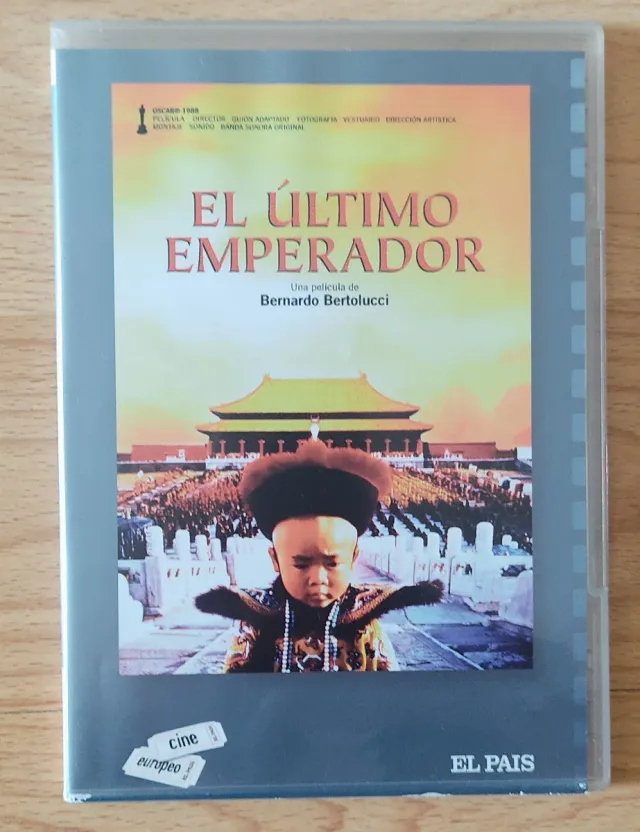 OSCAR® 1988
PELÍCULA DIRECTOR GUIÓN ADAPTADO FOTOGRAFÍA VESTUARIO DIRECCIÓN ARTÍSTICA
MONTAJE SONIDO BANDA SONORA ORIGINAL
EL ÚLTIMO
EMPERADOR
Una película de
Bernardo Bertolucci
cine
europeo
EL PAIS